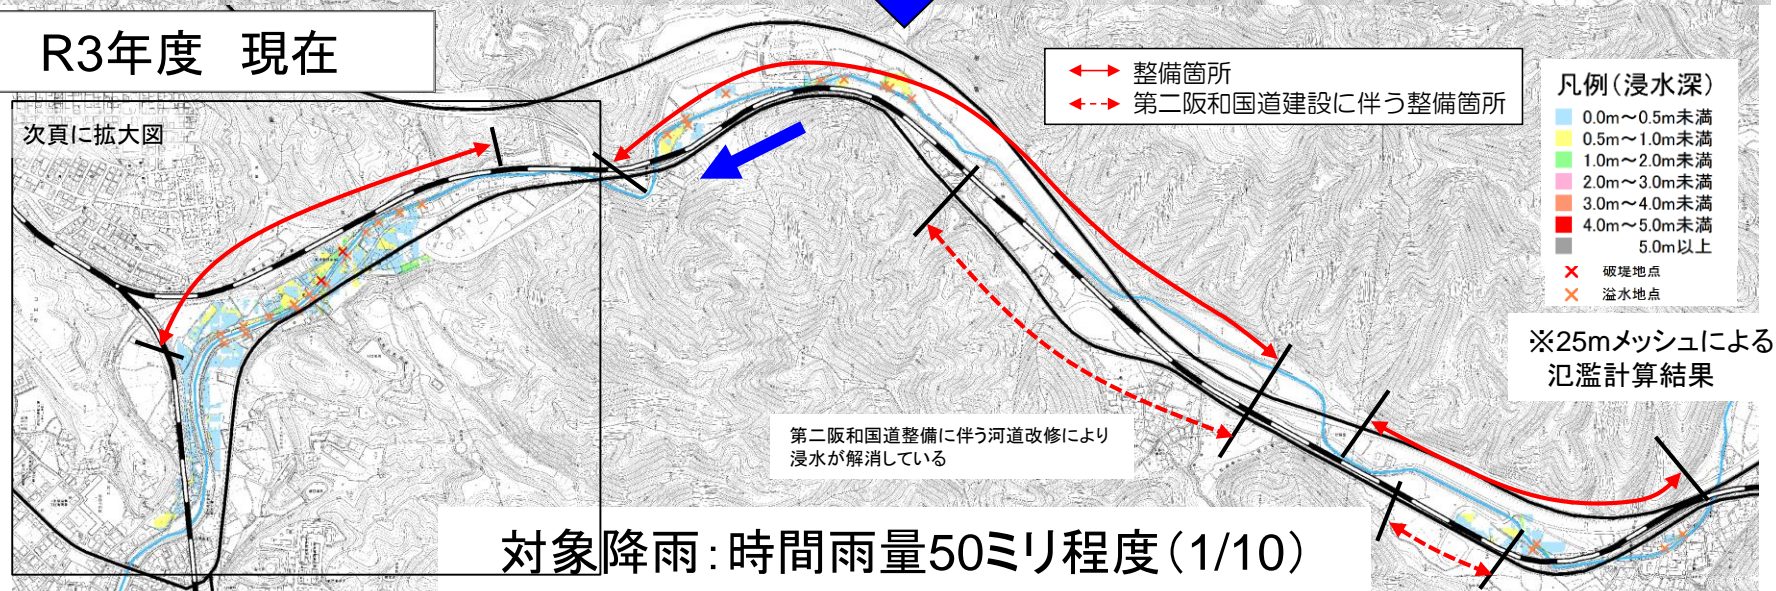 R3年度　現在
次頁に拡大図
整備箇所
第二阪和国道建設に伴う整備箇所
凡例(浸水深)
0.0m～0.5m未満
0.5m～1.0m未満
1.0m～2.0m未満
2.0m～3.0m未満
3.0m～4.0m未満
4.0m～5.0m未満
5.0m以上
破堤地点
溢水地点
※25mメッシュによる
氾濫計算結果
第二阪和国道整備に伴う河道改修により
浸水が解消している
対象降雨：時間雨量50ミリ程度（1/10）